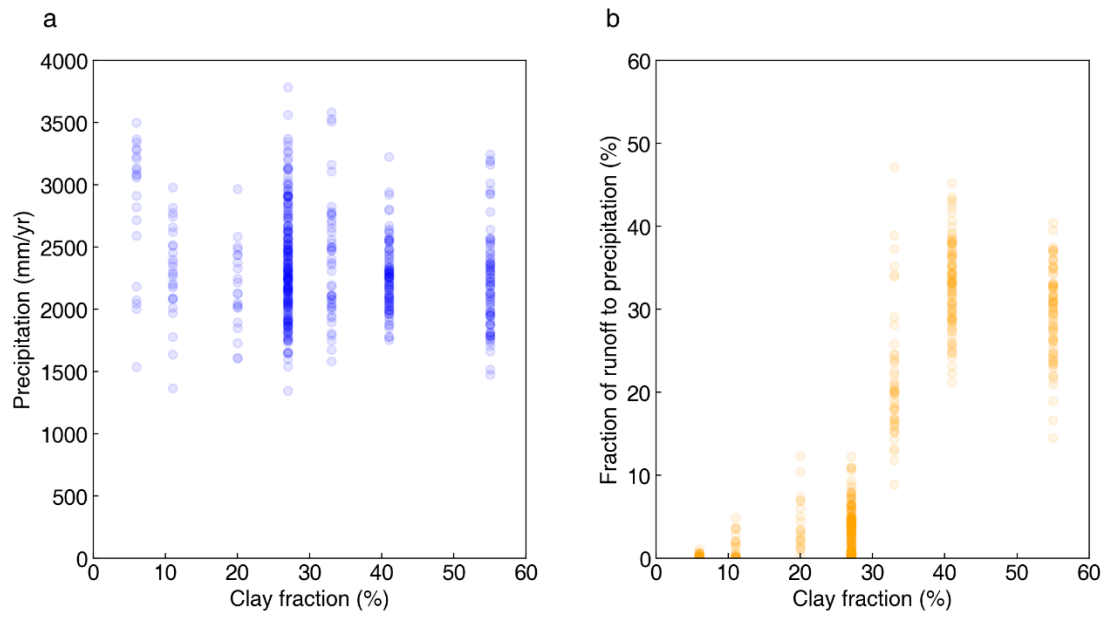 a
4000
3500
3000
2500
2000
1500
1000
500
0
Precipitation (mm/yr)
0 10 20 30 40 50 60
Clay fraction (%)
b
60
50
40
30
20
10
0
Fraction of runoff to precipitation (%)
0 10 20 30 40 50 60
Clay fraction (%)